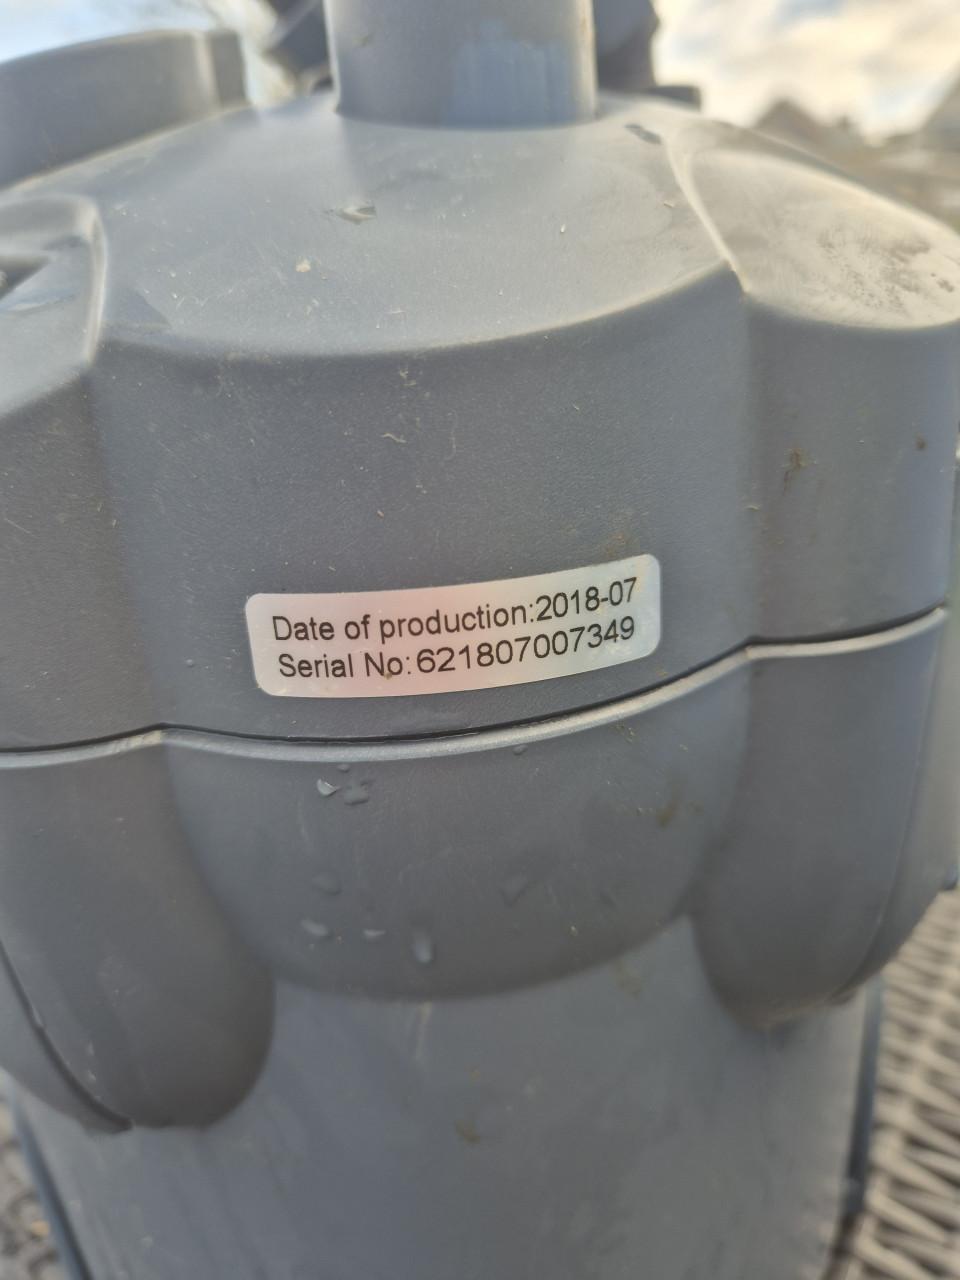 Date of production:2018-07
Serial No:621807007349